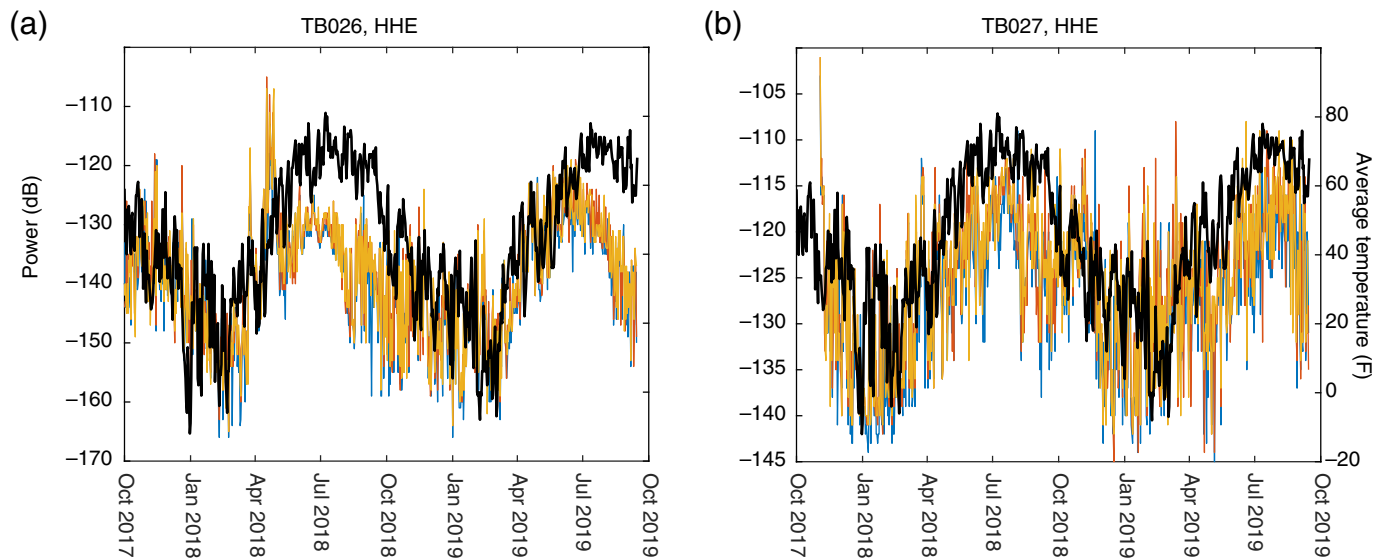 (a)
TB026, HHE
Power (dB)
−110
−120
−130
−140
−150
−160
−170
Oct 2017
Jan 2018
Apr 2018
Jul 2018
Oct 2018
Jan 2019
Apr 2019
Jul 2019
Oct 2019
(b)
TB027, HHE
−105
−110
−115
−120
−125
−130
−135
−140
−145
80
60
40
20
0
−20
Average temperature (F)
Oct 2017
Jan 2018
Apr 2018
Jul 2018
Oct 2018
Jan 2019
Apr 2019
Jul 2019
Oct 2019